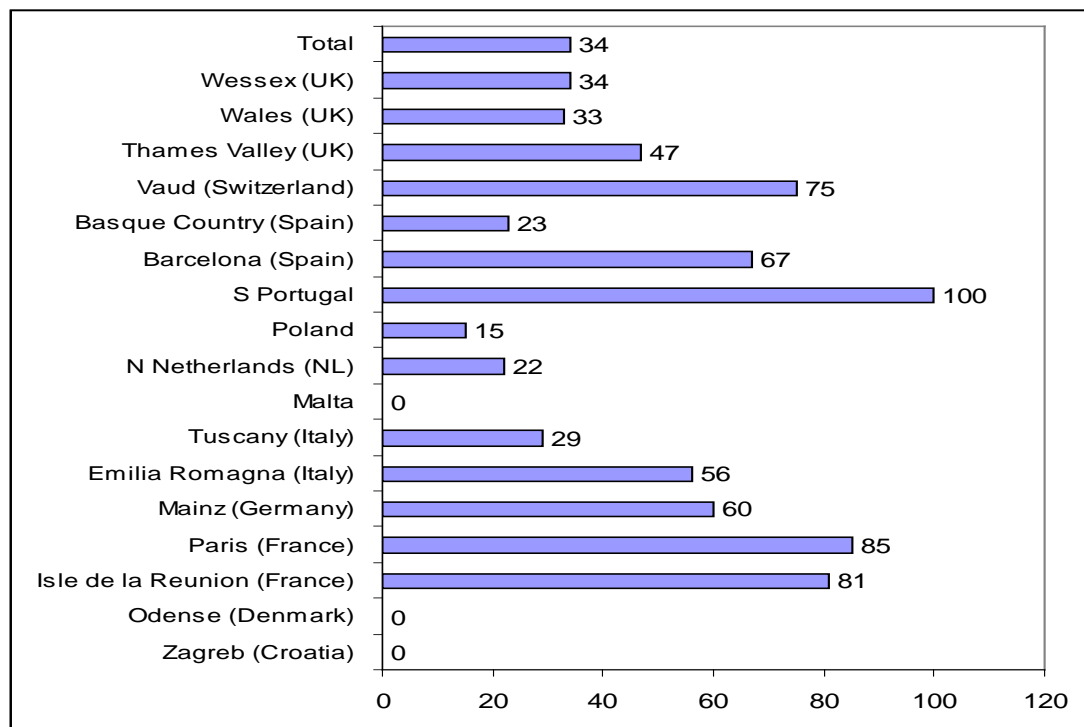 Total 34
Wessex (UK) 34
Wales (UK) 33
Thames Valley (UK) 47
Vaud (Switzerland) 75
Basque Country (Spain) 23
Barcelona (Spain) 67
S Portugal 100
Poland 15
N Netherlands (NL) 22
Malta 0
Tuscany (Italy) 29
Emilia Romagna (Italy) 56
Mainz (Germany) 60
Paris (France) 85
Isle de la Reunion (France) 81
Odense (Denmark) 0
Zagreb (Croatia) 0
0 20 40 60 80 100 120